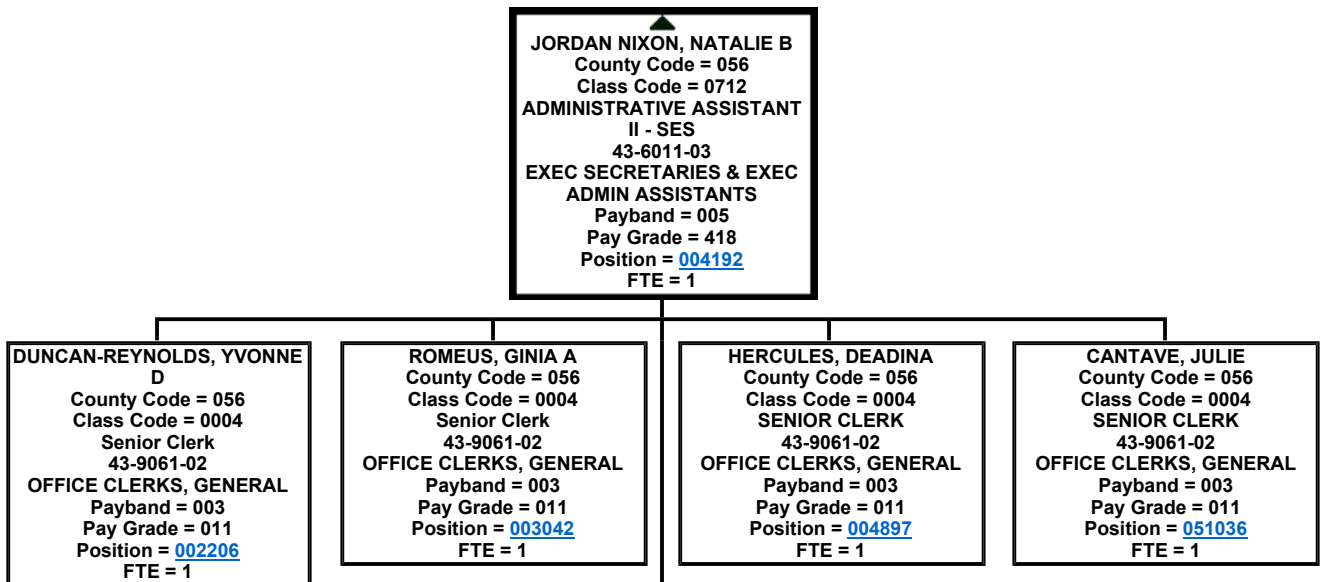 JORDAN NIXON, NATALIE B
County Code = 056
Class Code = 0712
ADMINISTRATIVE ASSISTANT
II - SES
43-6011-03
EXEC SECRETARIES & EXEC
ADMIN ASSISTANTS
Payband = 005
Pay Grade = 418
Position = 004192
FTE = 1
DUNCAN-REYNOLDS, YVONNE
D
County Code = 056
Class Code = 0004
Senior Clerk
43-9061-02
OFFICE CLERKS, GENERAL
Payband = 003
Pay Grade = 011
Position = 002206
FTE = 1
ROMEUS, GINIA A
County Code = 056
Class Code = 0004
Senior Clerk
43-9061-02
OFFICE CLERKS, GENERAL
Payband = 003
Pay Grade = 011
Position = 003042
FTE = 1
HERCULES, DEADINA
County Code = 056
Class Code = 0004
SENIOR CLERK
43-9061-02
OFFICE CLERKS, GENERAL
Payband = 003
Pay Grade = 011
Position = 004897
FTE = 1
CANTAVE, JULIE
County Code = 056
Class Code = 0004
SENIOR CLERK
43-9061-02
OFFICE CLERKS, GENERAL
Payband = 003
Pay Grade = 011
Position = 051036
FTE = 1